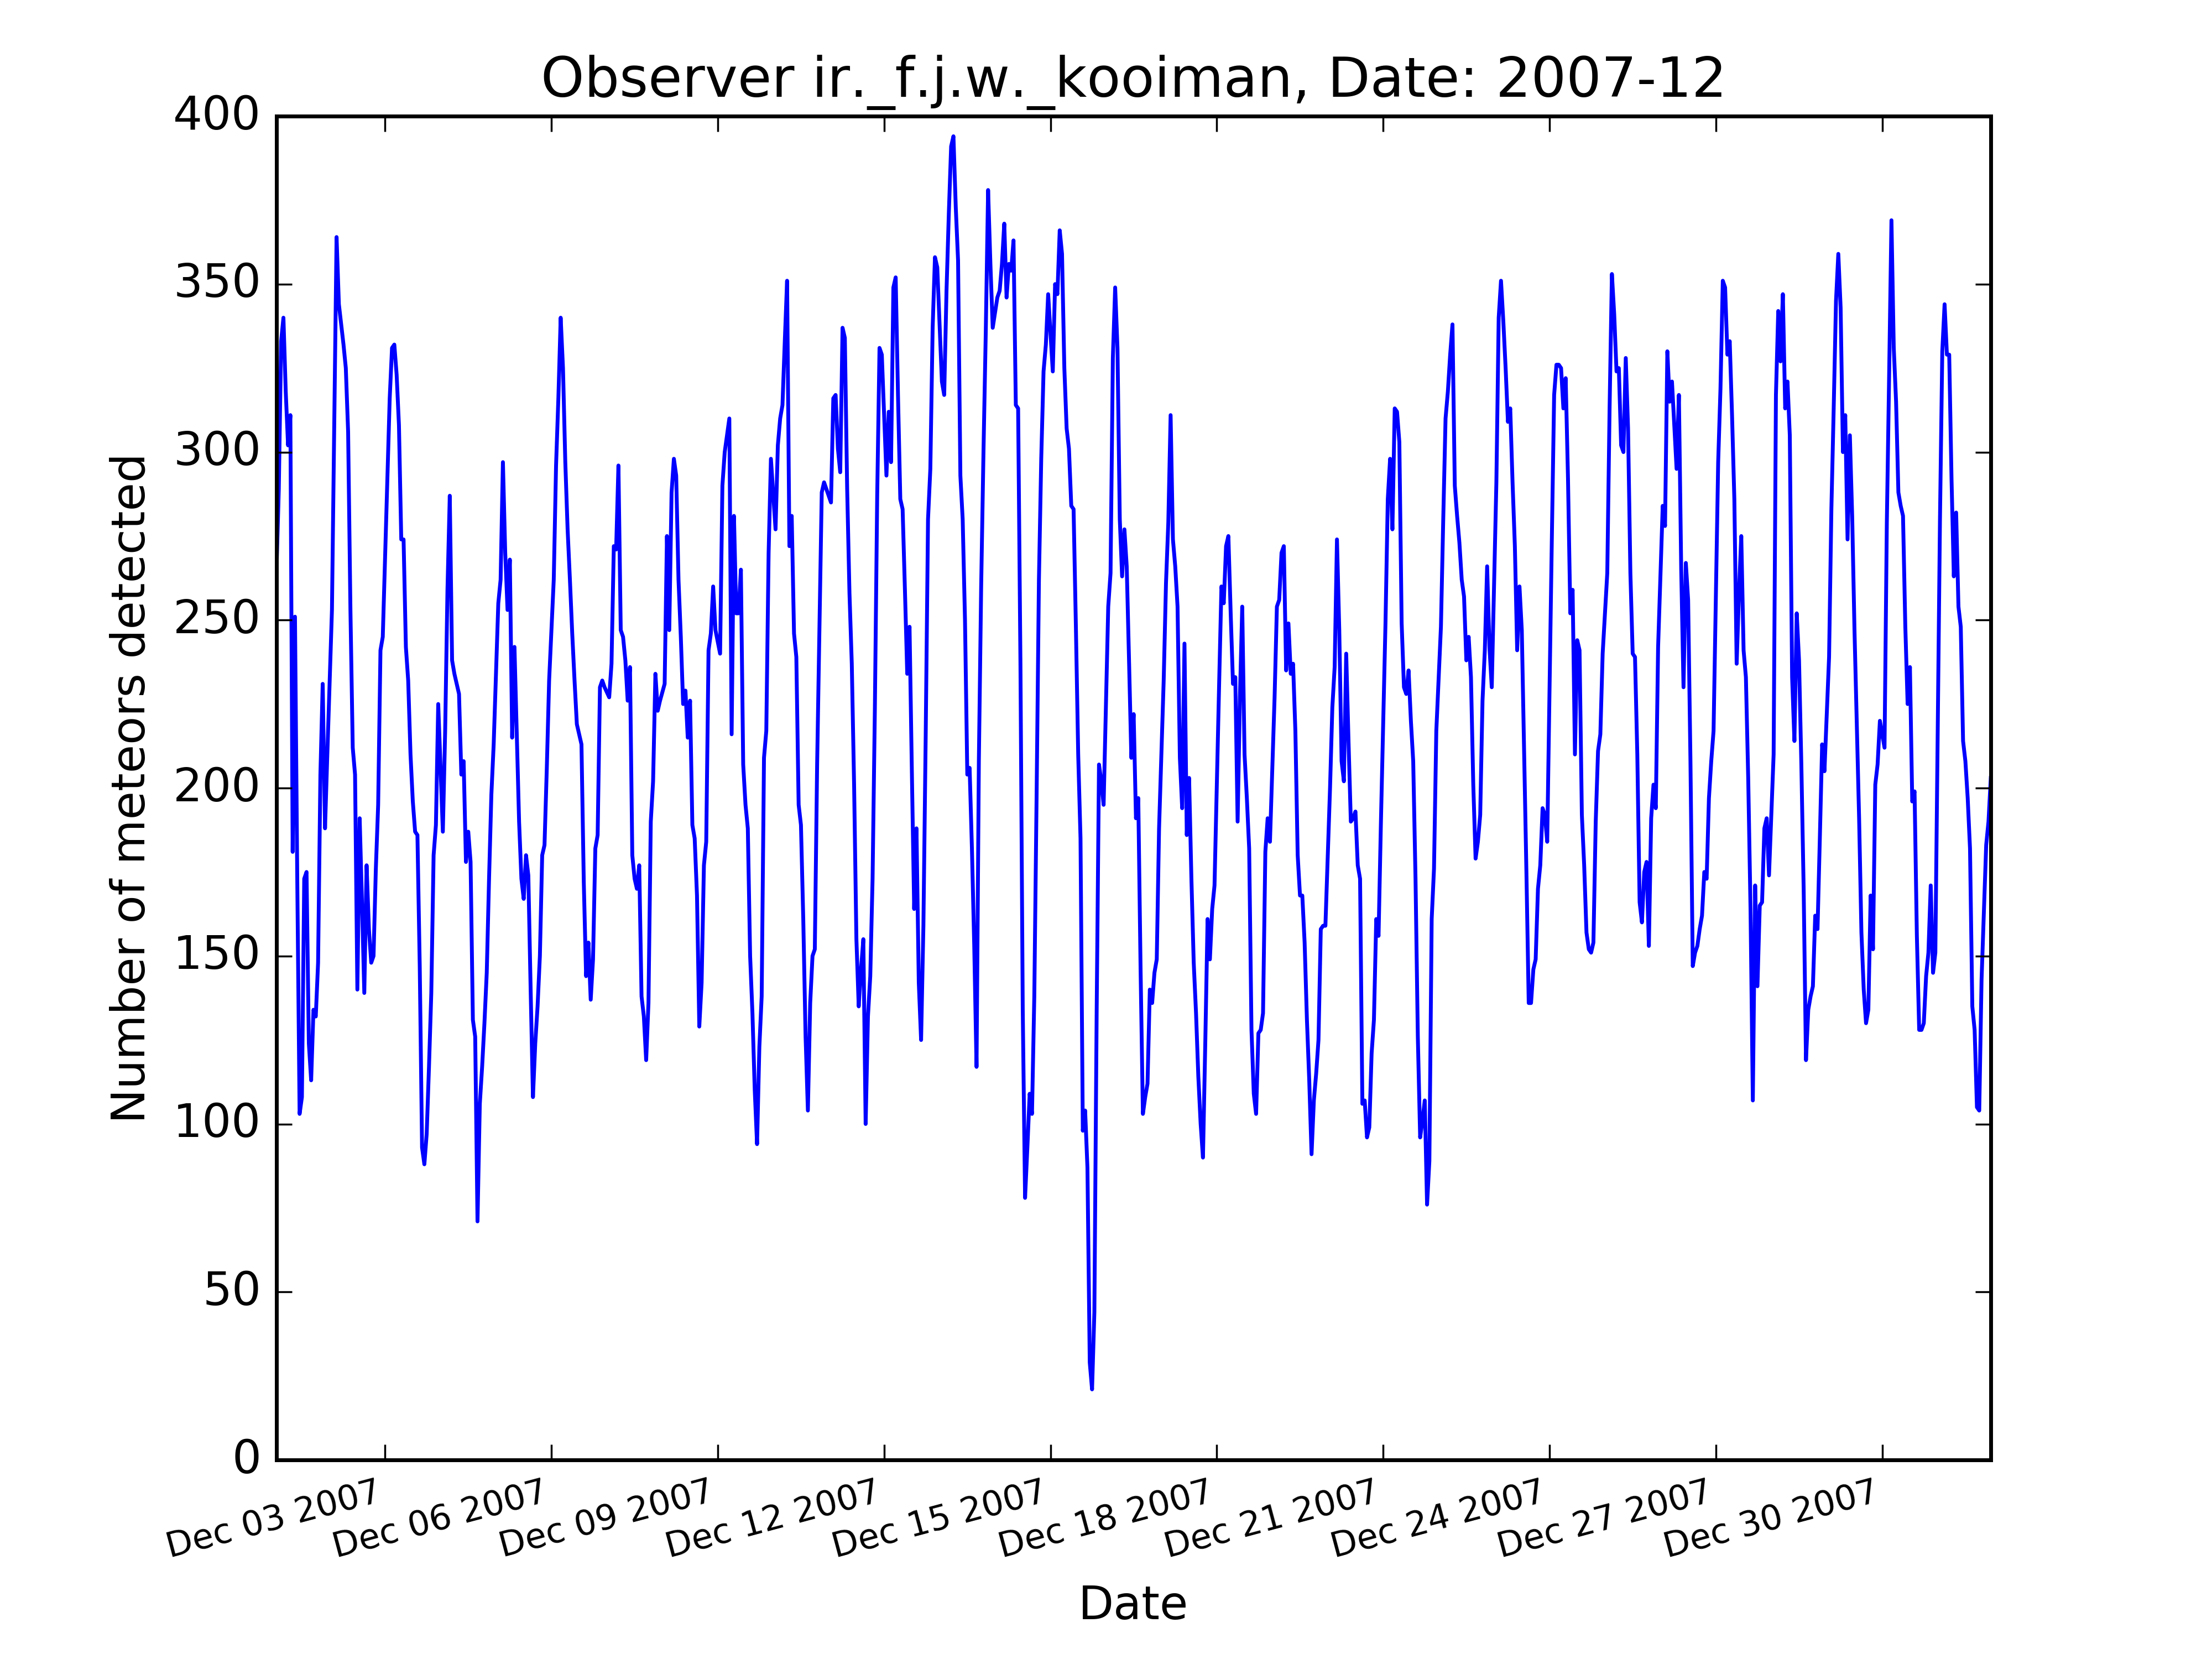 Observer ir._f.j.w._kooiman, Date: 2007-12
400
350
300
250
200
150
100
50
0
Number of meteors detected
Dec 03 2007
Dec 06 2007
Dec 09 2007
Dec 12 2007
Dec 15 2007
Dec 18 2007
Dec 21 2007
Dec 24 2007
Dec 27 2007
Dec 30 2007
Date